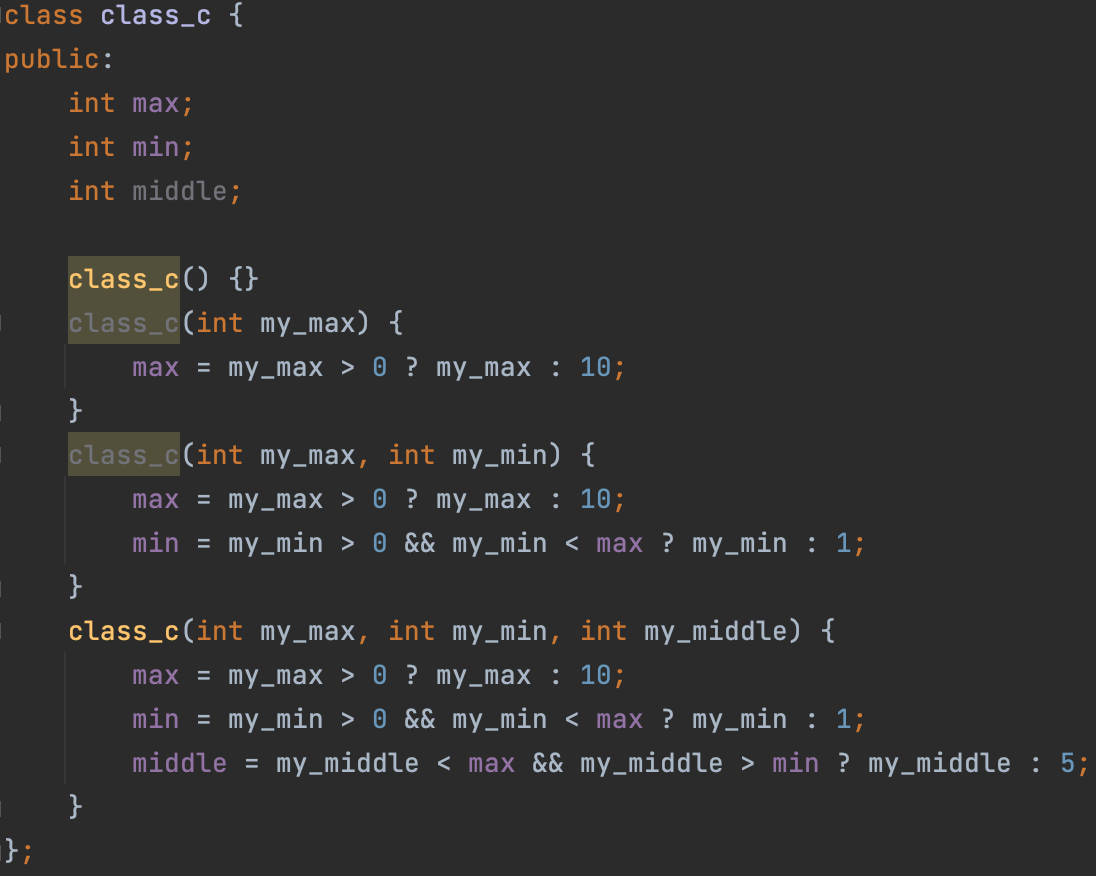 class class_c {
public:
    int max;
    int min;
    int middle;

    class_c() {}
    class_c(int my_max) {
        max = my_max > 0 ? my_max : 10;
    }
    class_c(int my_max, int my_min) {
        max = my_max > 0 ? my_max : 10;
        min = my_min > 0 && my_min < max ? my_min : 1;
    }
    class_c(int my_max, int my_min, int my_middle) {
        max = my_max > 0 ? my_max : 10;
        min = my_min > 0 && my_min < max ? my_min : 1;
        middle = my_middle < max && my_middle > min ? my_middle : 5;
    }
};